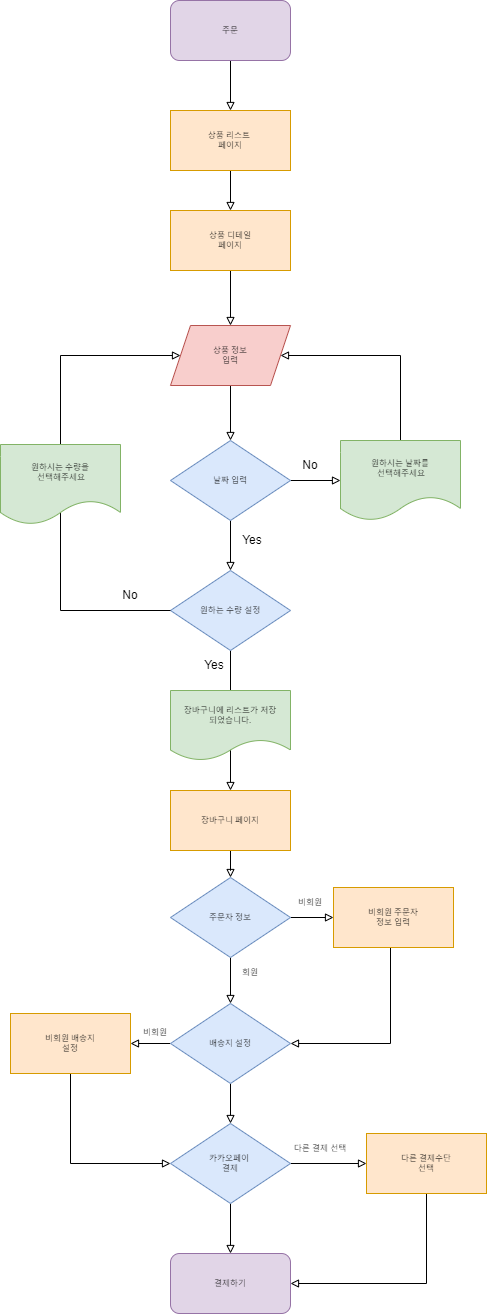 주문
상품 리스트
페이지
상품 디테일
페이지
상품 정보
입력
원하시는 수량을
선택해주세요
날짜 입력
No
원하시는 날짜를
선택해주세요
Yes
No
원하는 수량 설정
Yes
장바구니에 리스트가 저장
되었습니다.
장바구니 페이지
주문자 정보
비회원
비회원 주문자
정보 입력
회원
비회원 배송지
설정
비회원
배송지 설정
카카오페이
결제
다른 결제 선택
다른 결제수단
선택
결제하기